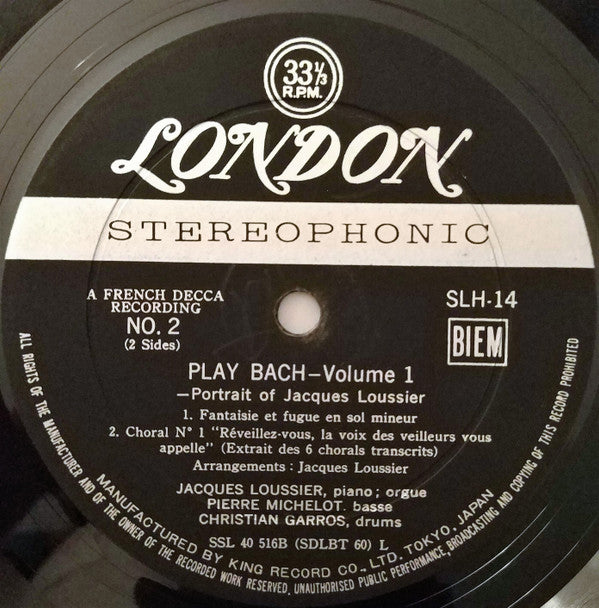 33⅓
R.P.M.
LONDON
STEREOPHONIC
A FRENCH DECCA
RECORDING
NO. 2
(2 Sides)
SLH-14
BIEM
PLAY BACH—Volume 1
—Portrait of Jacques Loussier
1. Fantaisie et fugue en sol mineur
2. Choral N° 1 "Réveillez-vous, la voix des veilleurs vous
appelle" (Extrait des 6 chorals transcrits)
Arrangements : Jacques Loussier
JACQUES LOUSSIER, piano ; orgue
PIERRE MICHELOT. basse
CHRISTIAN GARROS, drums
SSL 40 516B (SDLBT 60) L
MANUFACTURED BY KING RECORD CO., LTD. TOKYO. JAPAN
ALL RIGHTS OF THE MANUFACTURER AND OF THE OWNER OF THE RECORDED WORK RESERVED, UNAUTHORISED PUBLIC PERFORMANCE, BROADCASTING AND COPYING OF THIS RECORD PROHIBITED